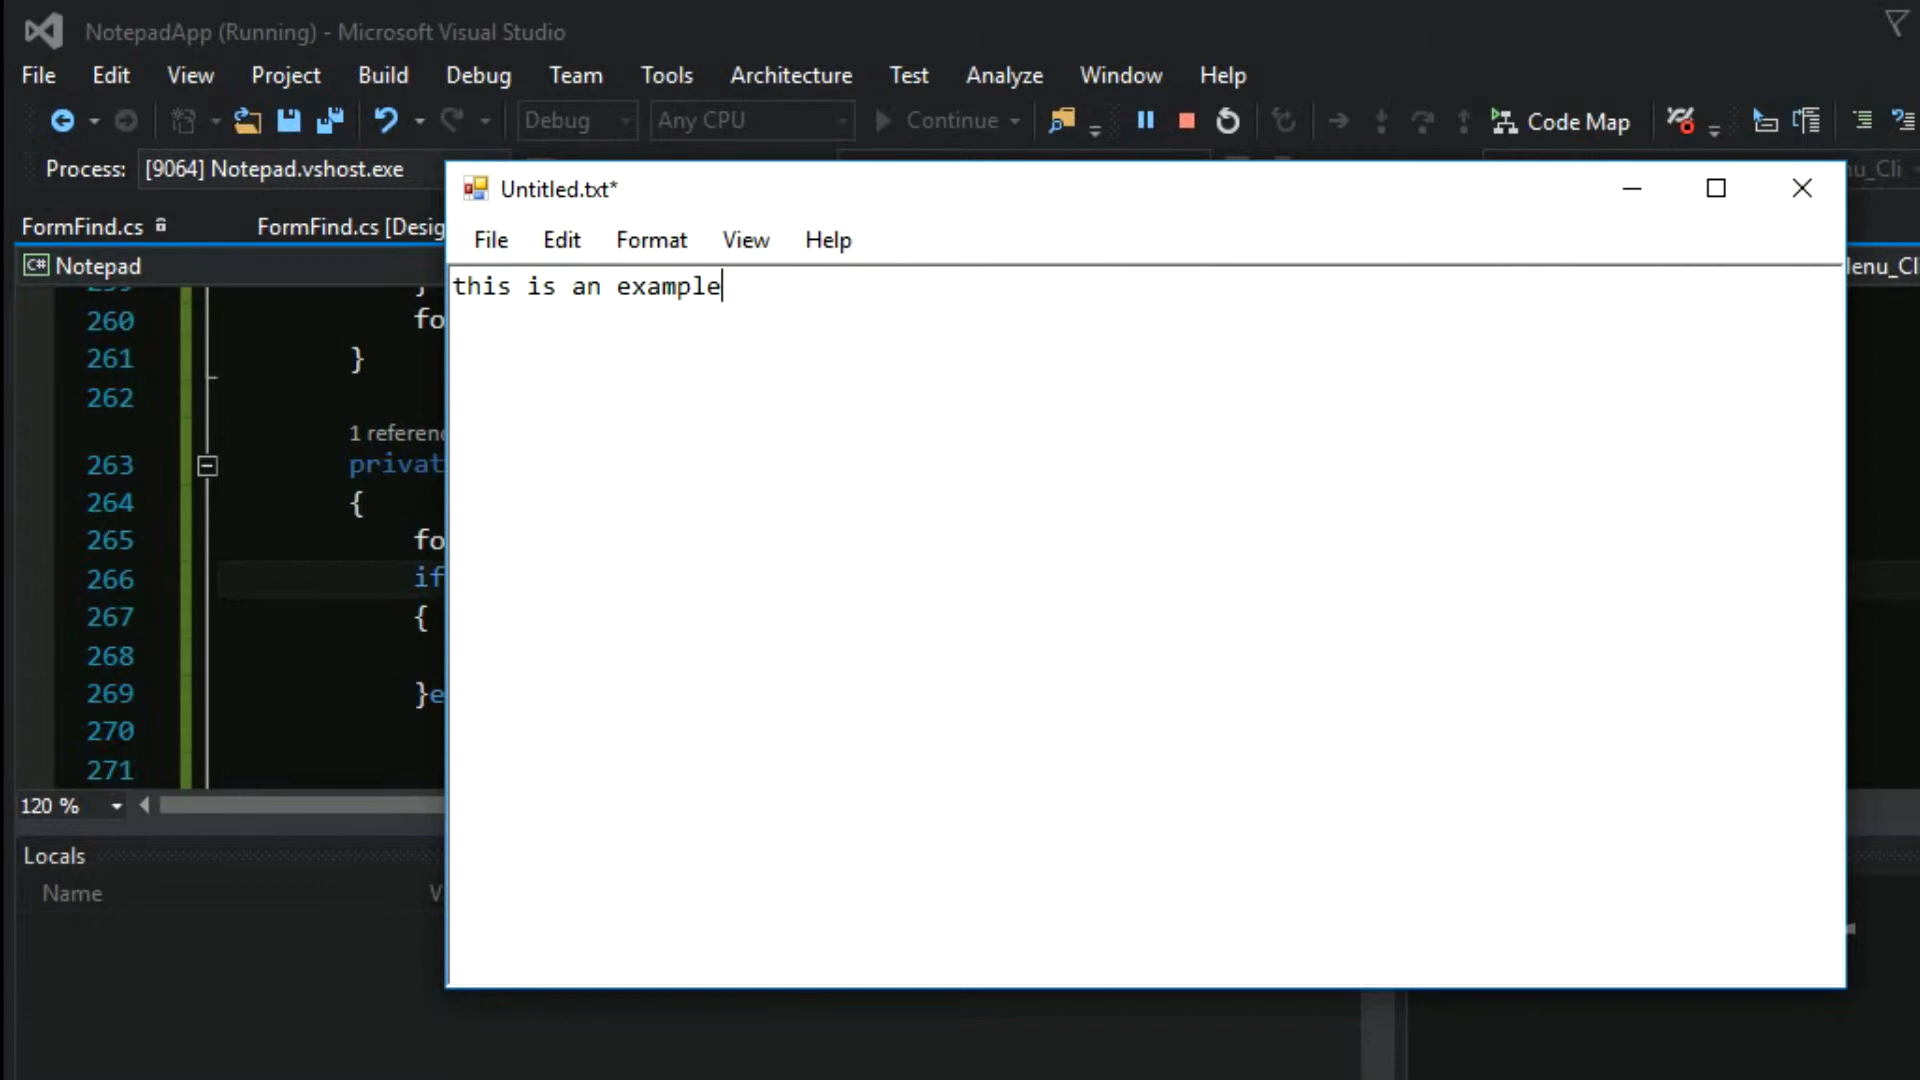 NotepadApp (Running) - Microsoft Visual Studio
File Edit View Project Build Debug Team Tools Architecture Test Analyze Window Help
Debug Any CPU Continue Code Map
Process: [9064] Notepad.vshost.exe
nu_Cli
Untitled.txt*
FormFind.cs FormFind.cs [Desig
File Edit Format View Help
C# Notepad
lenu_Cli
this is an example
260 fo
261 }
262
1 referenc
263 privat
264 {
265 fo
266 if
267 {
268
269 }e
270
271
120 %
Locals
Name V